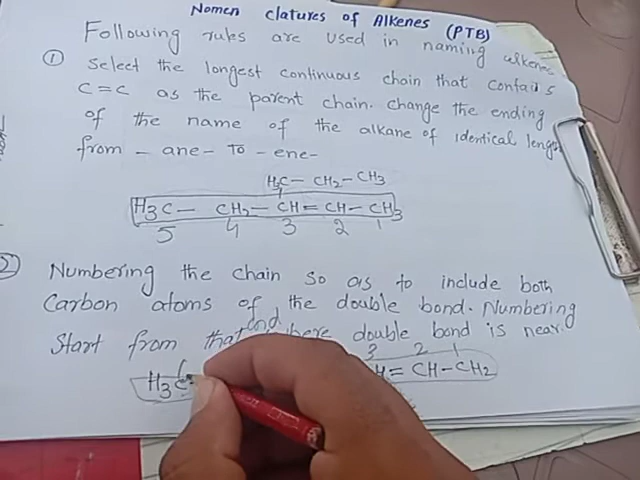 Nomen clatures of Alkenes (PTB)
Following rules are used in naming alkenes
① Select the longest continuous chain that contains
C=C as the parent chain. Change the ending
of the name of the alkane of identical leng
from - ane - To - ene -
H3C - CH2 - CH3
H3C - CH2 - CH = CH - CH3
5 4 3 2 1
② Numbering the chain so as to include both
Carbon atoms of the double bond. Numbering
Start from that end where double bond is near.
3 2 1
H3C = CH - CH2